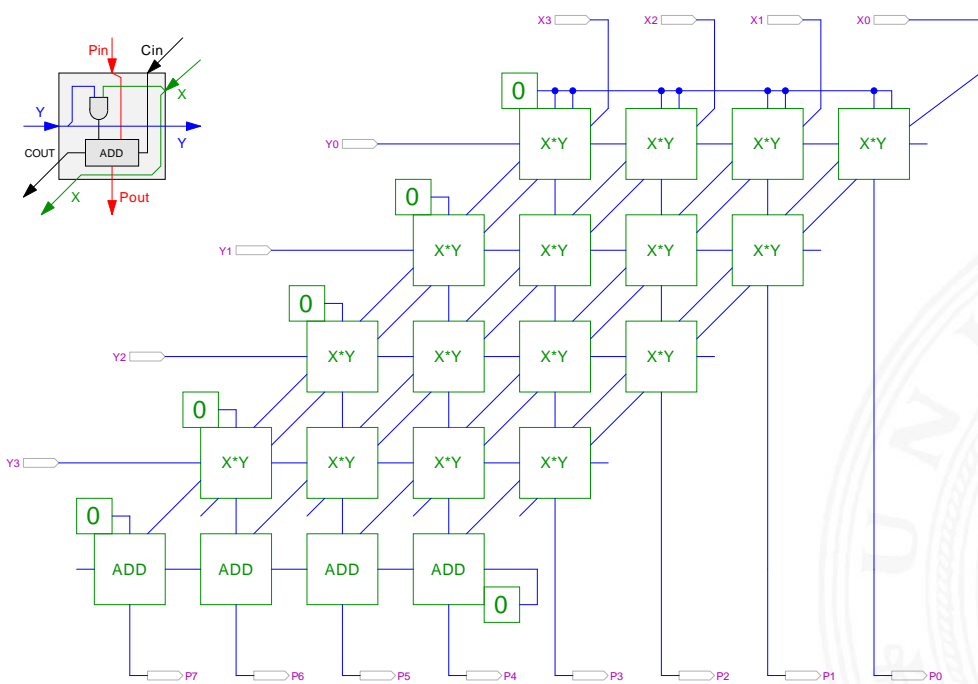 X3 X2 X1 X0
Pin Cin
X
Y
Y
COUT ADD
X Pout
0
Y0 X*Y X*Y X*Y X*Y
0
Y1 X*Y X*Y X*Y X*Y
0
Y2 X*Y X*Y X*Y X*Y
0
Y3 X*Y X*Y X*Y X*Y
0
ADD ADD ADD ADD
0
P7 P6 P5 P4 P3 P2 P1 P0
U N
&